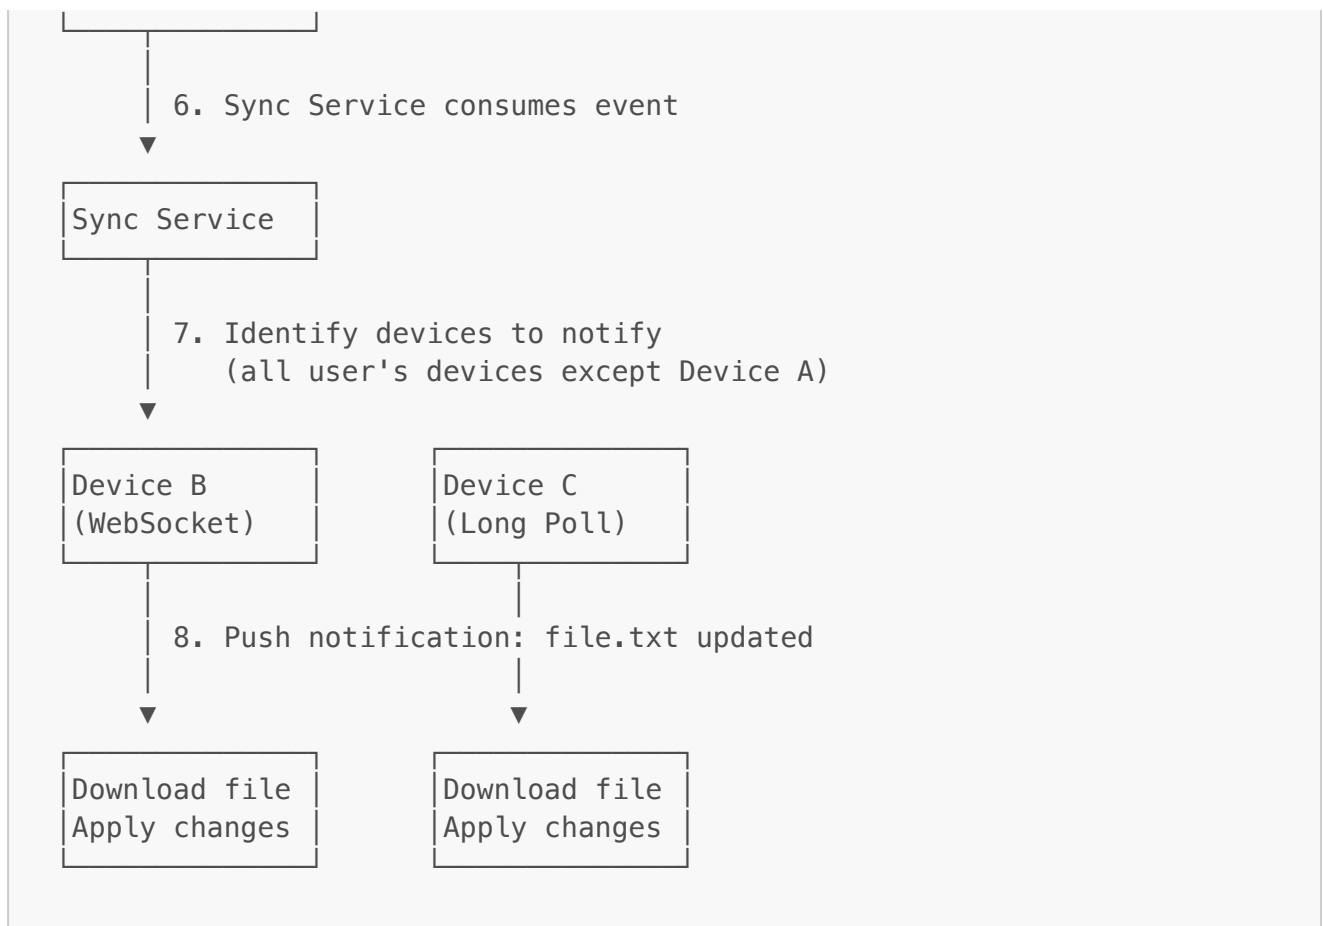 6. Sync Service consumes event
Sync Service
7. Identify devices to notify
(all user's devices except Device A)
Device B
(WebSocket)
Device C
(Long Poll)
8. Push notification: file.txt updated
Download file
Apply changes
Download file
Apply changes